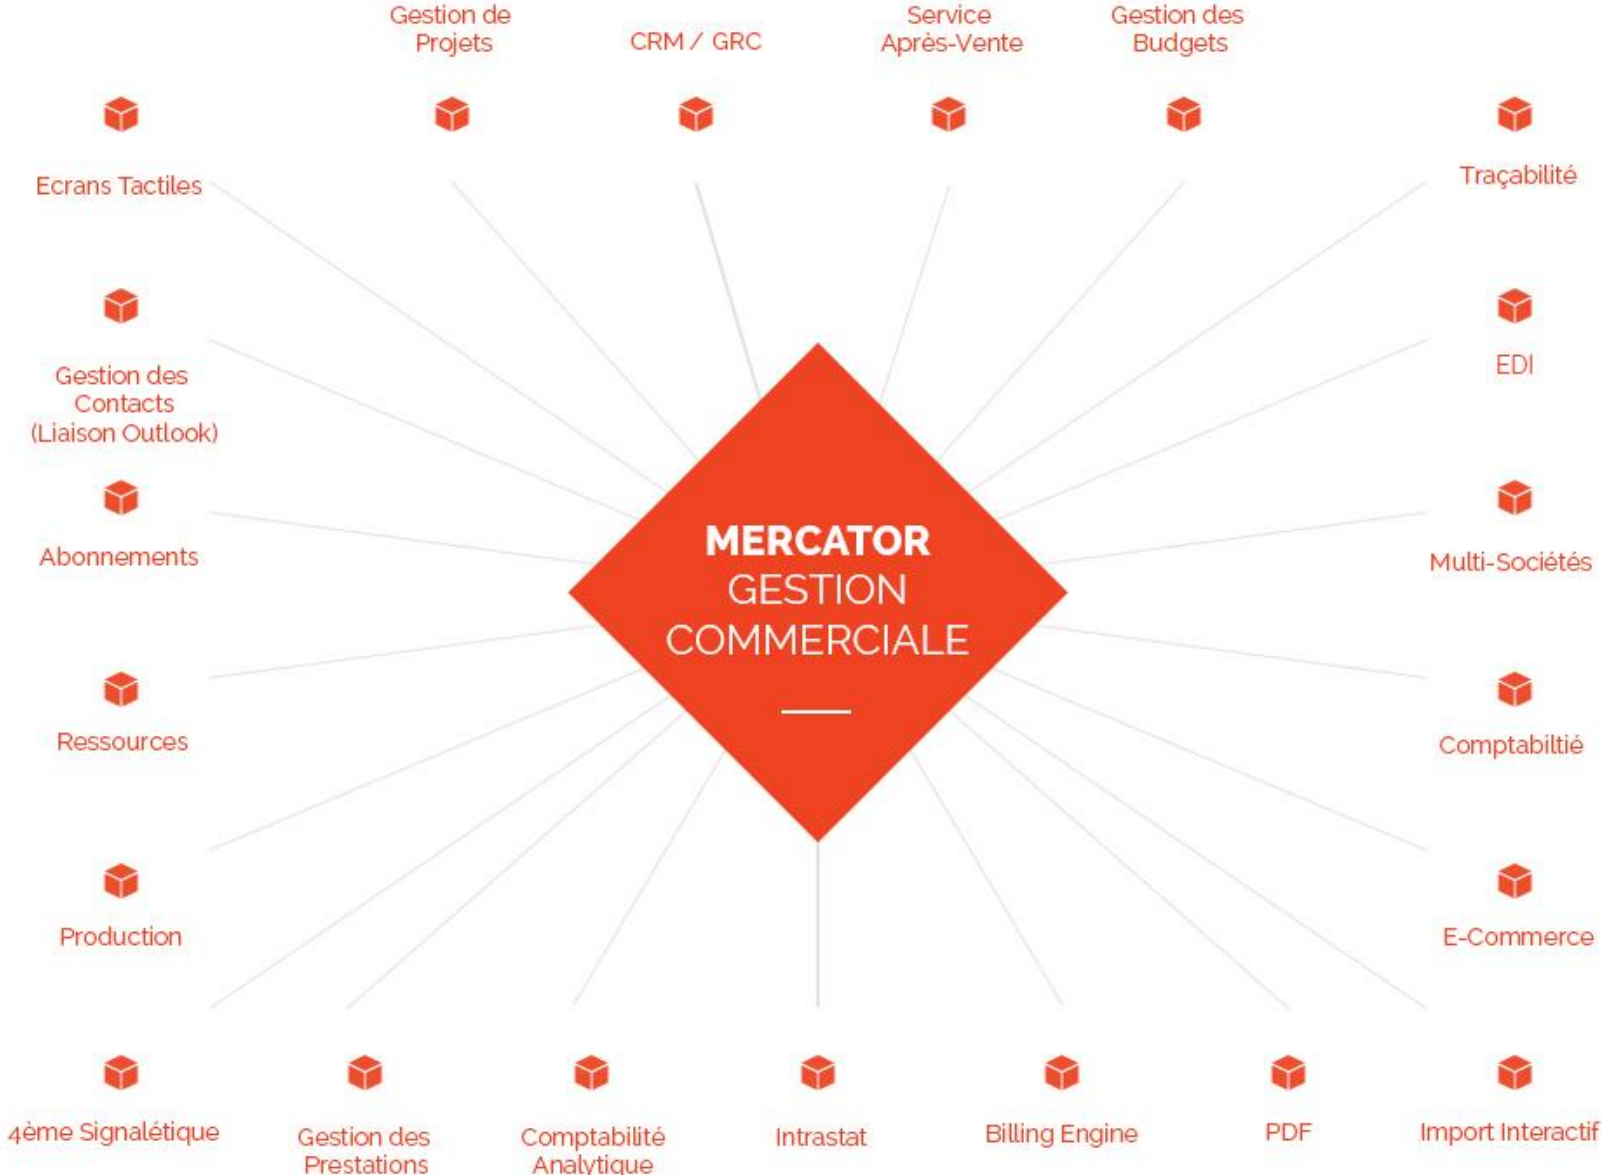 Gestion de
Projets
CRM / GRC
Service
Après-Vente
Gestion des
Budgets
Ecrans Tactiles
Traçabilité
Gestion des
Contacts
(Liaison Outlook)
EDI
Abonnements
Multi-Sociétés
MERCATOR
GESTION
COMMERCIALE
Ressources
Comptabiltié
Production
E-Commerce
4ème Signalétique
Gestion des
Prestations
Comptabilité
Analytique
Intrastat
Billing Engine
PDF
Import Interactif